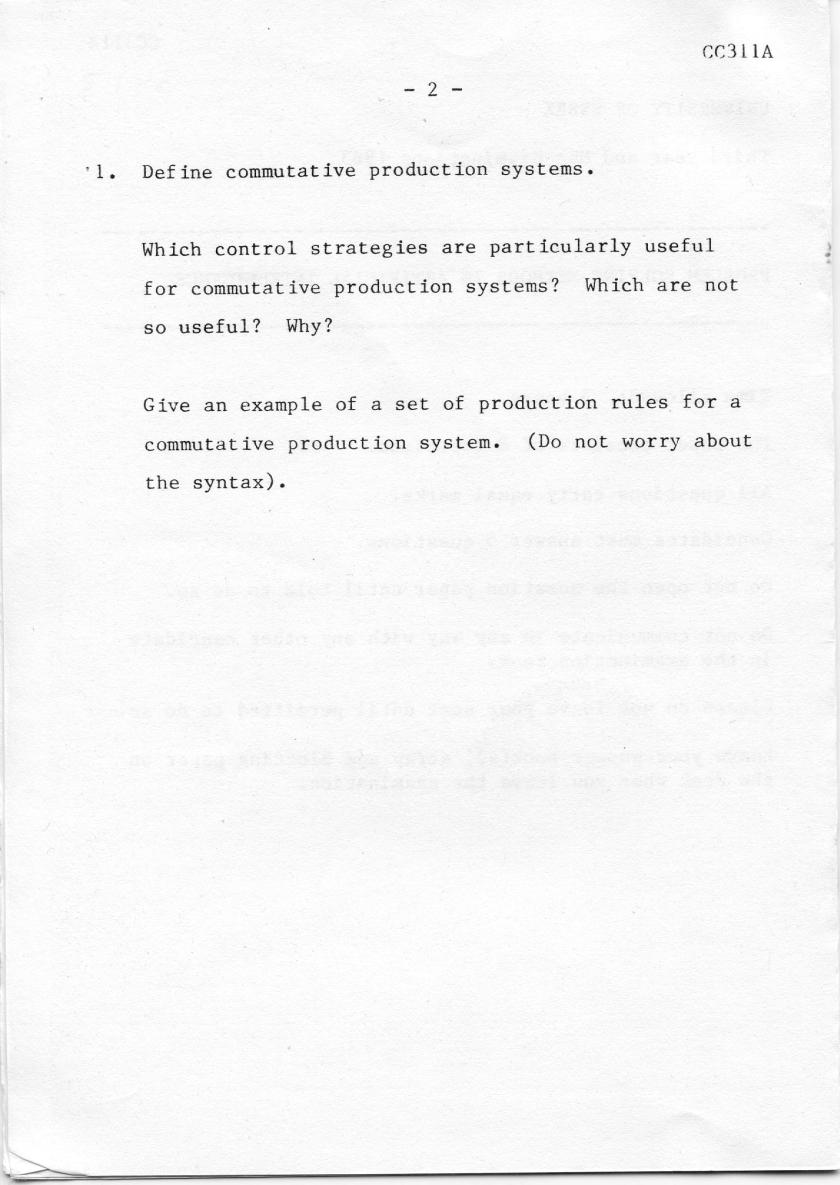 CC311A
- 2 -
1. Define commutative production systems.
Which control strategies are particularly useful
for commutative production systems? Which are not
so useful? Why?
Give an example of a set of production rules for a
commutative production system. (Do not worry about
the syntax).